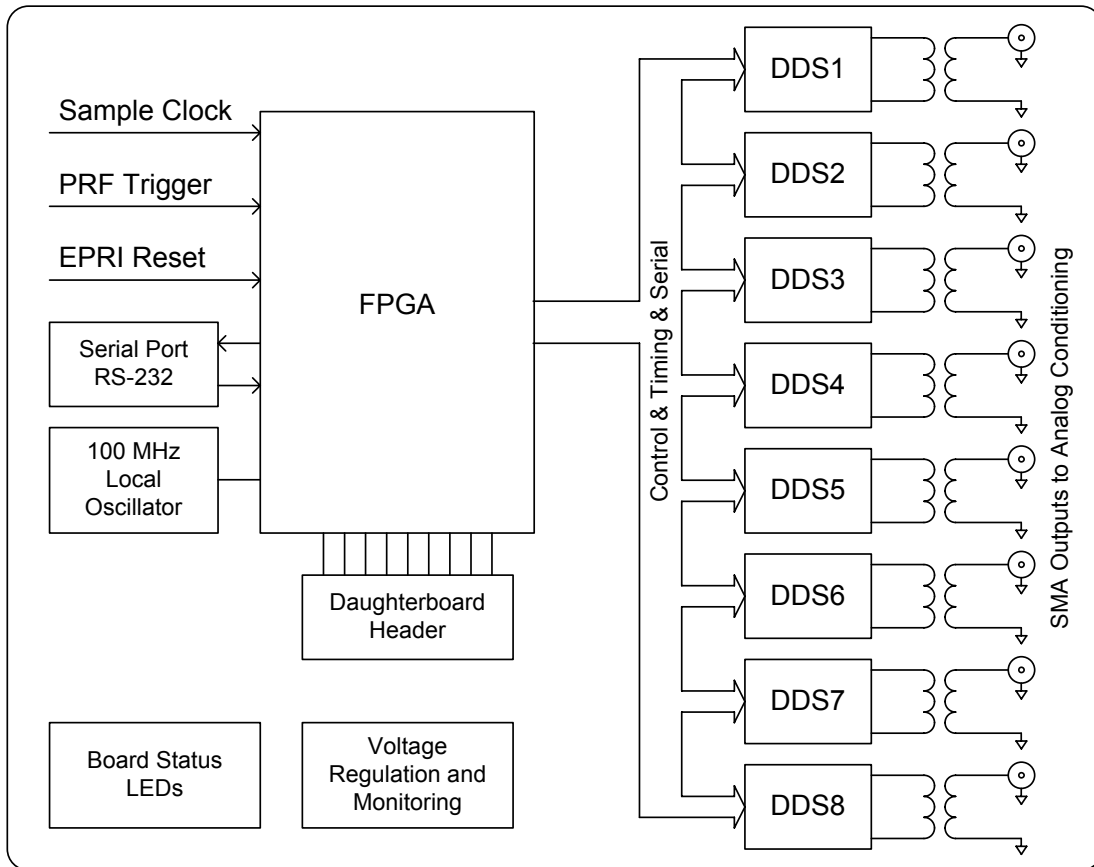 Sample Clock
PRF Trigger
EPRI Reset
Serial Port
RS-232
100 MHz
Local
Oscillator
FPGA
Daughterboard
Header
Board Status
LEDs
Voltage
Regulation and
Monitoring
Control & Timing & Serial
DDS1
DDS2
DDS3
DDS4
DDS5
DDS6
DDS7
DDS8
SMA Outputs to Analog Conditioning